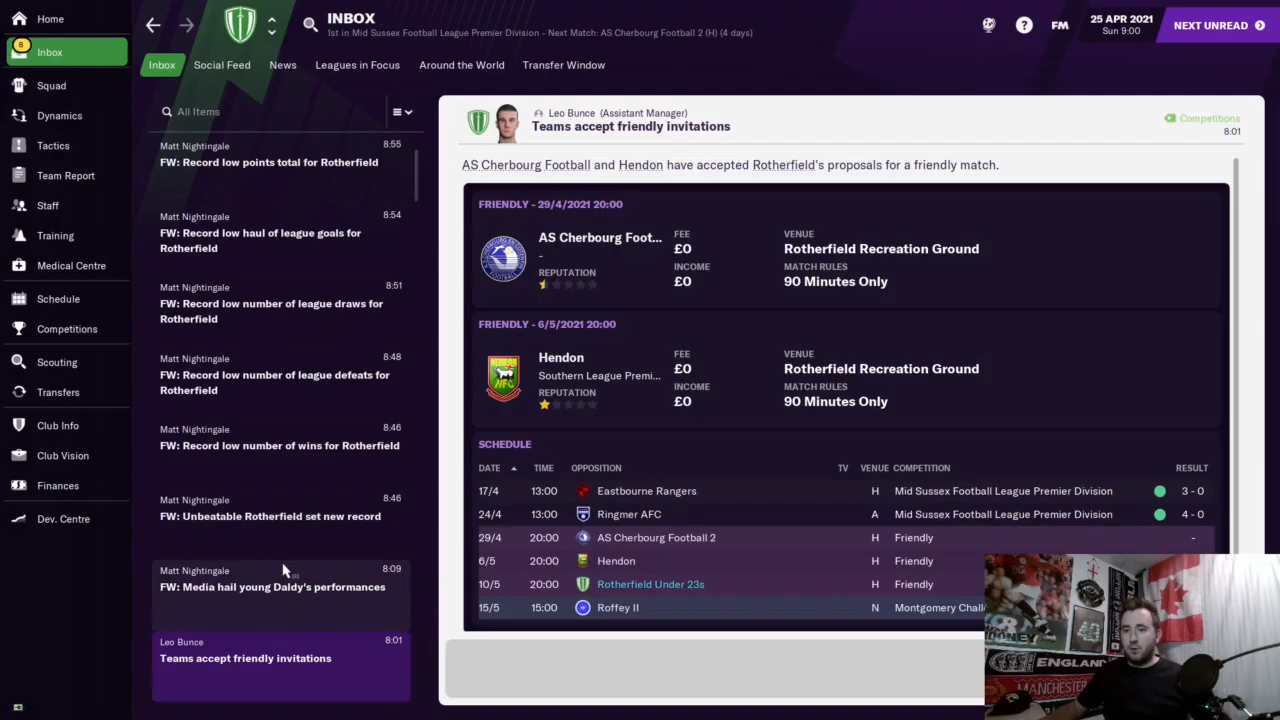 Home
8
Inbox
Squad
Dynamics
Tactics
Team Report
Staff
Training
Medical Centre
Schedule
Competitions
Scouting
Transfers
Club Info
Club Vision
Finances
Dev. Centre
INBOX
1st in Mid Sussex Football League Premier Division - Next Match: AS Cherbourg Football 2 (H) (4 days)
FM
25 APR 2021
Sun 9:00
NEXT UNREAD
Inbox
Social Feed
News
Leagues in Focus
Around the World
Transfer Window
All Items
Matt Nightingale 8:55
FW: Record low points total for Rotherfield
Matt Nightingale 8:54
FW: Record low haul of league goals for
Rotherfield
Matt Nightingale 8:51
FW: Record low number of league draws for
Rotherfield
Matt Nightingale 8:48
FW: Record low number of league defeats for
Rotherfield
Matt Nightingale 8:46
FW: Record low number of wins for Rotherfield
Matt Nightingale 8:46
FW: Unbeatable Rotherfield set new record
Matt Nightingale 8:09
FW: Media hail young Daldy's performances
Leo Bunce 8:01
Teams accept friendly invitations
Leo Bunce (Assistant Manager)
Teams accept friendly invitations
Competitions
8:01
AS Cherbourg Football and Hendon have accepted Rotherfield's proposals for a friendly match.
FRIENDLY - 29/4/2021 20:00
AS Cherbourg Foot...
-
REPUTATION
FEE
£0
INCOME
£0
VENUE
Rotherfield Recreation Ground
MATCH RULES
90 Minutes Only
FRIENDLY - 6/5/2021 20:00
Hendon
Southern League Premi...
REPUTATION
FEE
£0
INCOME
£0
VENUE
Rotherfield Recreation Ground
MATCH RULES
90 Minutes Only
SCHEDULE
DATE TIME OPPOSITION TV VENUE COMPETITION RESULT
17/4 13:00 Eastbourne Rangers H Mid Sussex Football League Premier Division 3 - 0
24/4 13:00 Ringmer AFC A Mid Sussex Football League Premier Division 4 - 0
29/4 20:00 AS Cherbourg Football 2 H Friendly -
6/5 20:00 Hendon H Friendly
10/5 20:00 Rotherfield Under 23s H Friendly
15/5 15:00 Roffey II N Montgomery Chall
ENGLAND
MANCHESTER